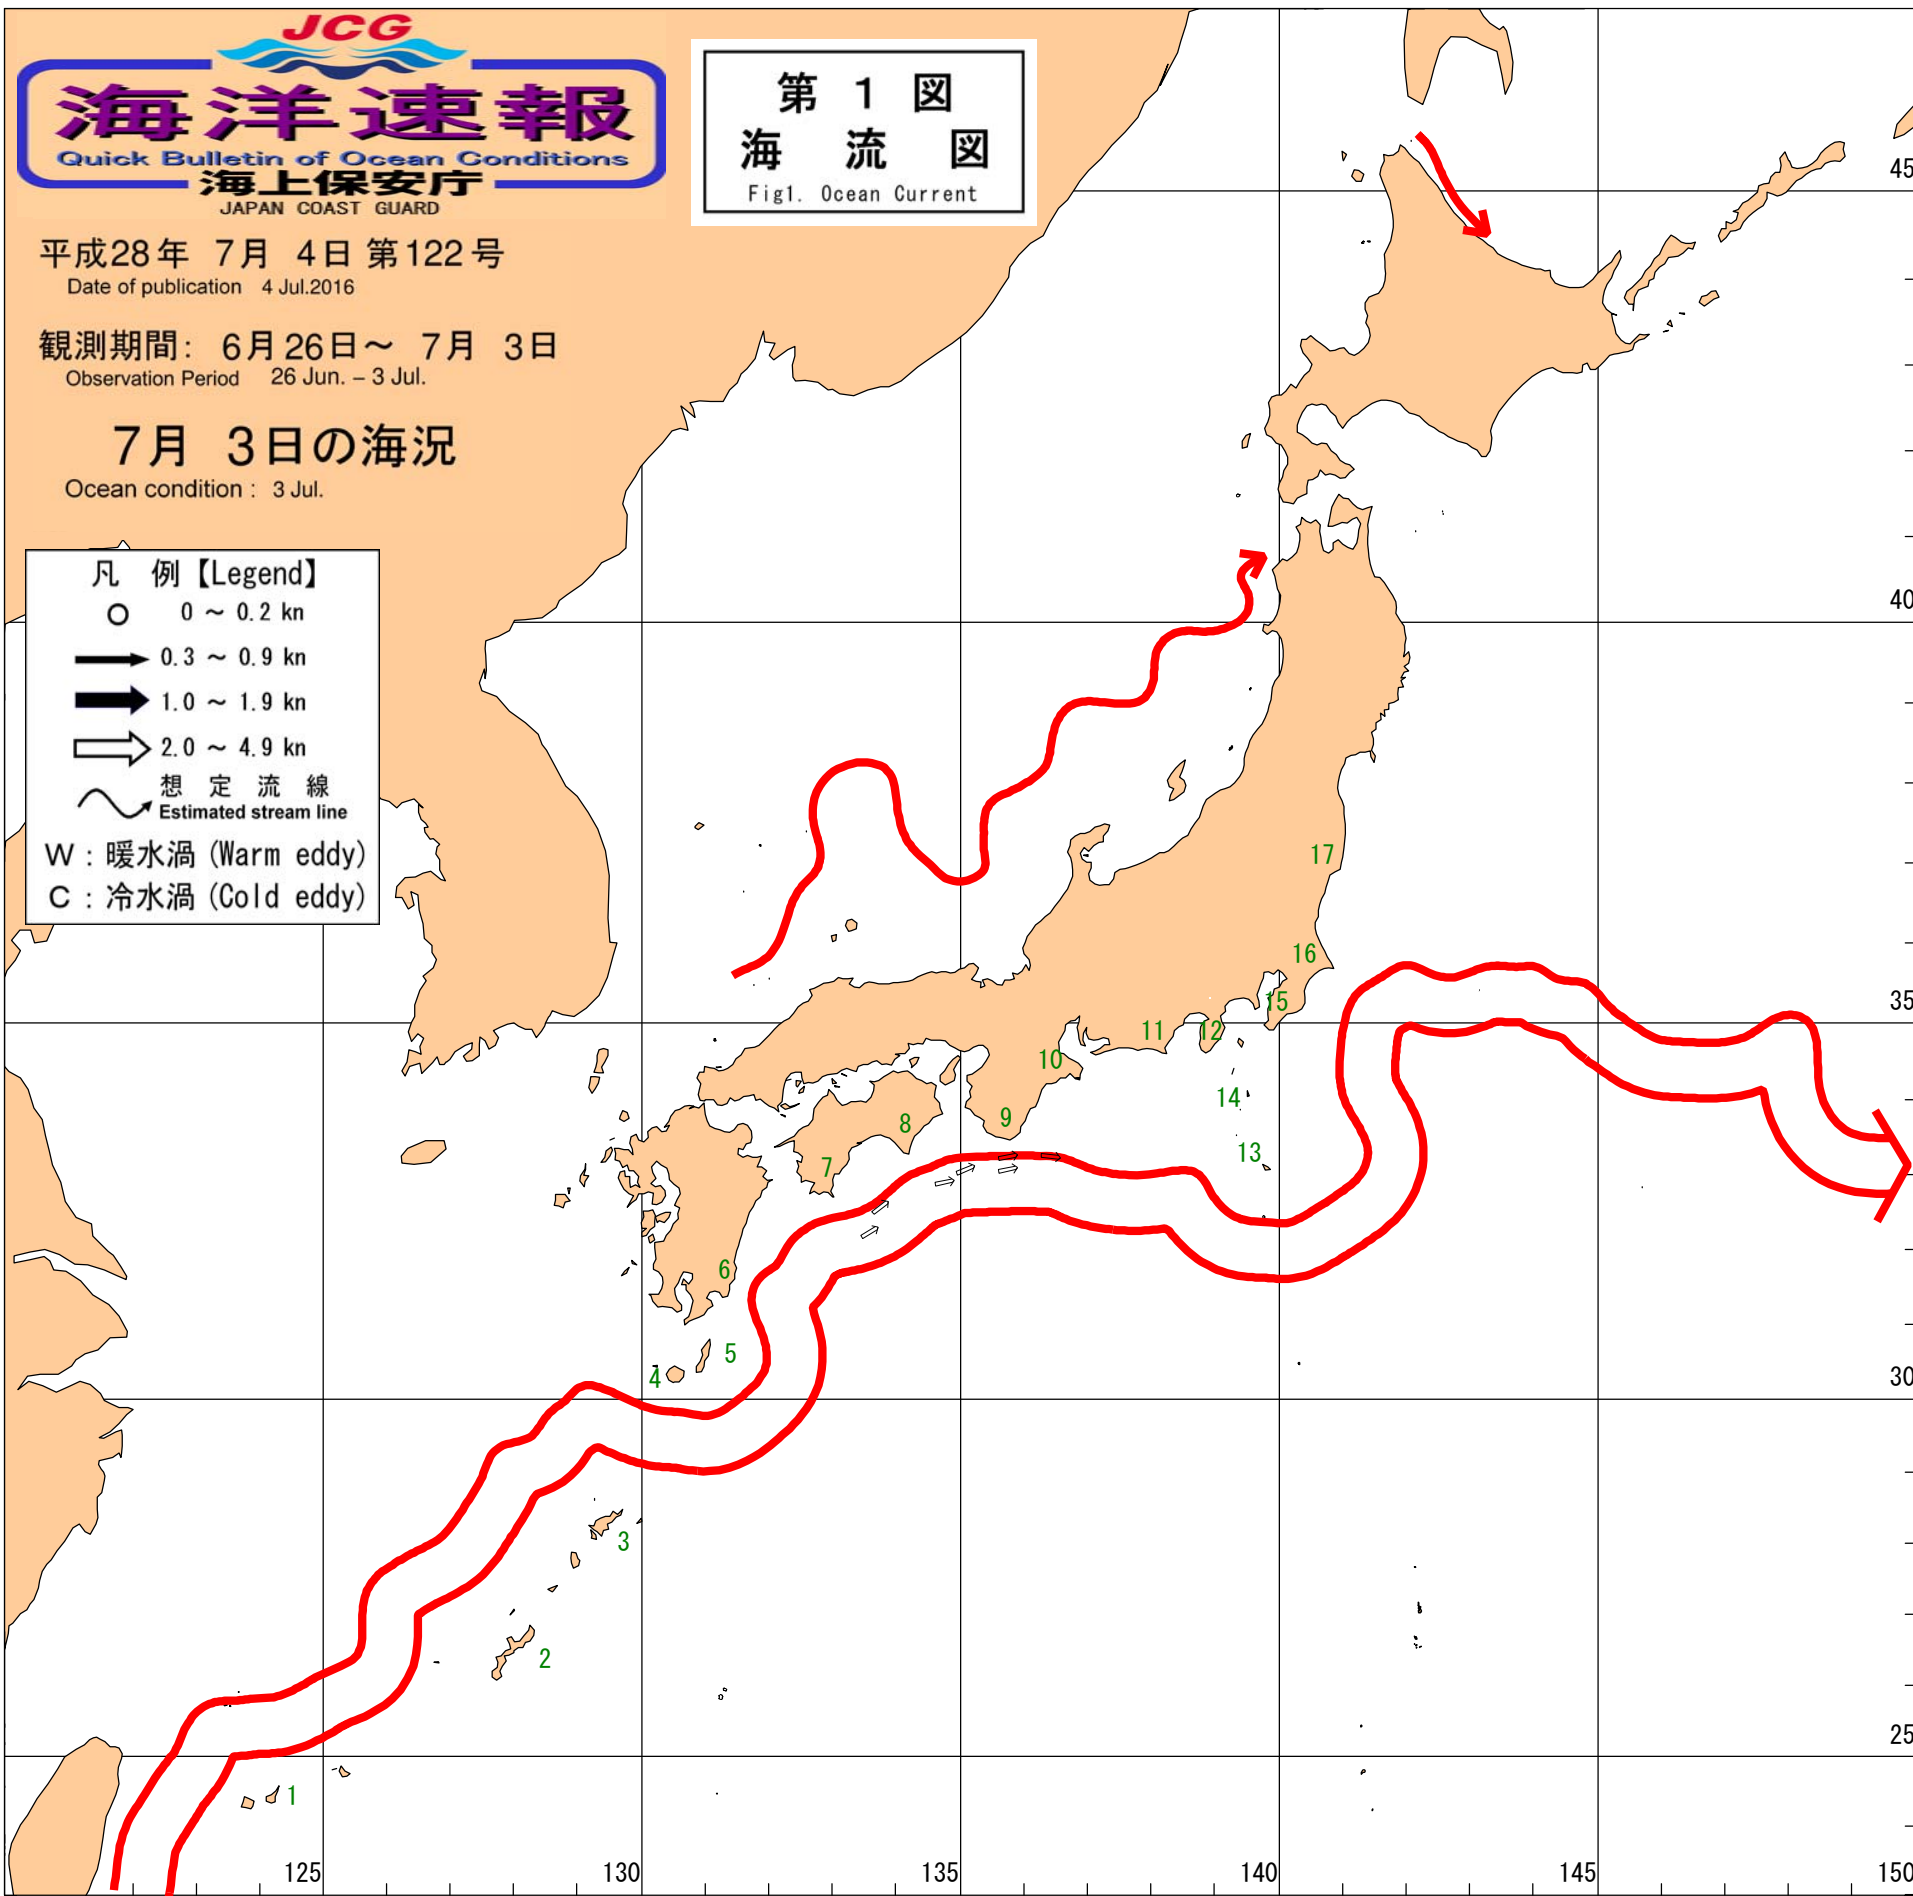 JCG
海洋速報
Quick Bulletin of Ocean Conditions
海上保安庁
JAPAN COAST GUARD
第 1 図
海 流 図
Fig1. Ocean Current
平成28年 7月 4日 第122号
Date of publication 4 Jul.2016
観測期間: 6月26日～ 7月 3日
Observation Period 26 Jun. – 3 Jul.
7月 3日の海況
Ocean condition : 3 Jul.
凡 例【Legend】
0 ～ 0.2 kn
0.3 ～ 0.9 kn
1.0 ～ 1.9 kn
2.0 ～ 4.9 kn
想 定 流 線
Estimated stream line
W : 暖水渦 (Warm eddy)
C : 冷水渦 (Cold eddy)
45
40
17
16
35
15
12
11
10
14
9
8
13
7
6
5
4
30
3
2
25
1
125
130
135
140
145
150